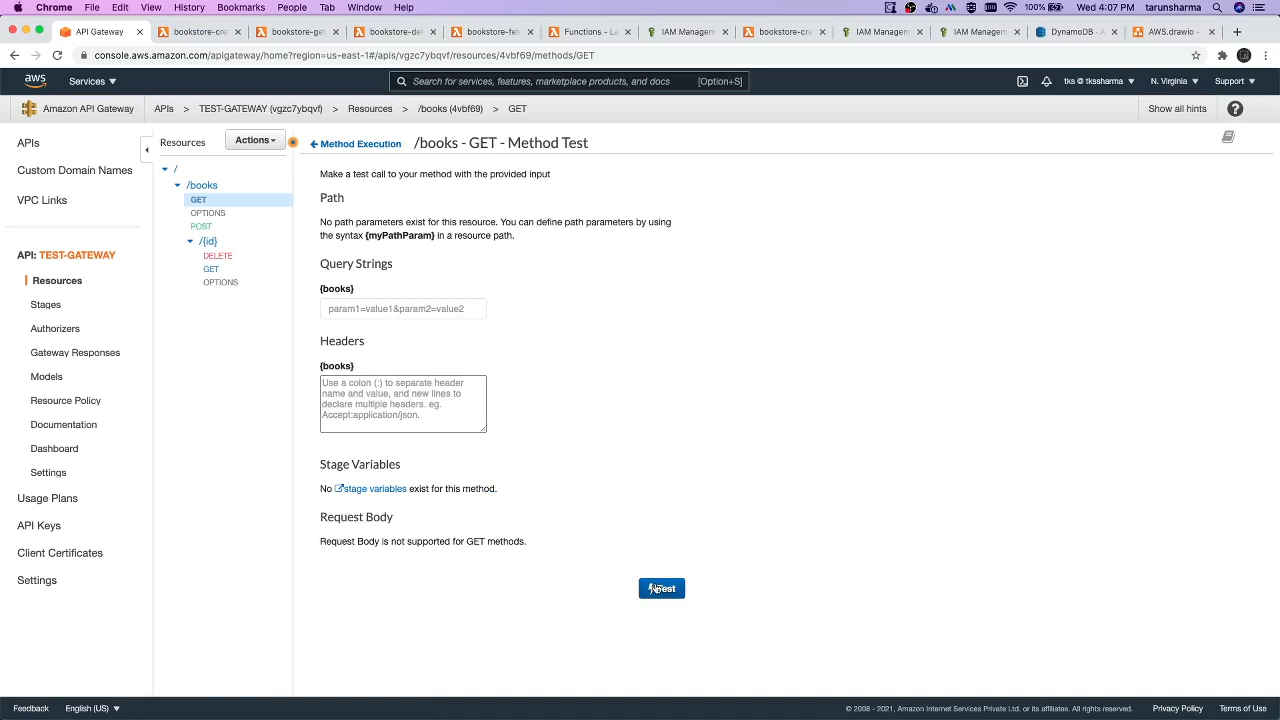 Chrome File Edit View History Bookmarks People Tab Window Help 100% Wed 4:07 PM tarunsharma
API Gateway bookstore-cre bookstore-get bookstore-del bookstore-feb Functions - La IAM Managem IAM Managem bookstore-cre IAM Managem IAM Managem DynamoDB · A AWS.drawio -
console.aws.amazon.com/apigateway/home?region=us-east-1#/apis/vgzc7ybqvf/resources/4vbf69/methods/GET
aws Services Search for services, features, marketplace products, and docs [Option+S] tks @ tkssharma N. Virginia Support
Amazon API Gateway APIs > TEST-GATEWAY (vgzc7ybqvf) > Resources > /books (4vbf69) > GET Show all hints ?
APIs
Custom Domain Names
VPC Links
API: TEST-GATEWAY
Resources
Stages
Authorizers
Gateway Responses
Models
Resource Policy
Documentation
Dashboard
Settings
Usage Plans
API Keys
Client Certificates
Settings
Resources Actions
/
/books
GET
OPTIONS
POST
/{id}
DELETE
GET
OPTIONS
Method Execution /books - GET - Method Test
Make a test call to your method with the provided input
Path
No path parameters exist for this resource. You can define path parameters by using
the syntax {myPathParam} in a resource path.
Query Strings
{books}
param1=value1&param2=value2
Headers
{books}
Use a colon (:) to separate header
name and value, and new lines to
declare multiple headers. eg.
Accept:application/json.
Stage Variables
No stage variables exist for this method.
Request Body
Request Body is not supported for GET methods.
Test
Feedback English (US) © 2008 - 2021, Amazon Internet Services Private Ltd. or its affiliates. All rights reserved. Privacy Policy Terms of Use